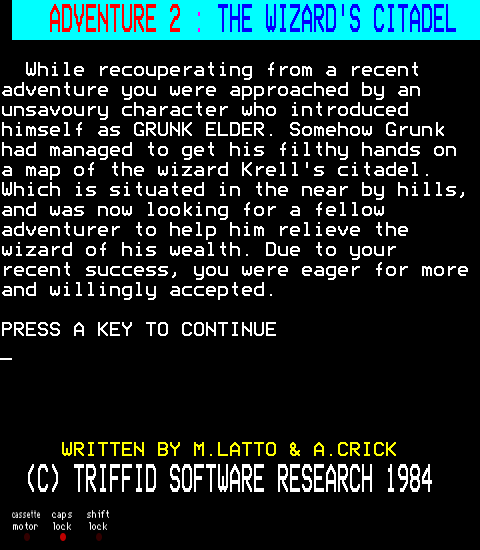 ADVENTURE 2 : THE WIZARD'S CITADEL
While recouperating from a recent
adventure you were approached by an
unsavoury character who introduced
himself as GRUNK ELDER. Somehow Grunk
had managed to get his filthy hands on
a map of the wizard Krell's citadel.
Which is situated in the near by hills,
and was now looking for a fellow
adventurer to help him relieve the
wizard of his wealth. Due to your
recent success, you were eager for more
and willingly accepted.
PRESS A KEY TO CONTINUE
WRITTEN BY M.LATTO & A.CRICK
(C) TRIFFID SOFTWARE RESEARCH 1984
cassette motor caps lock shift lock